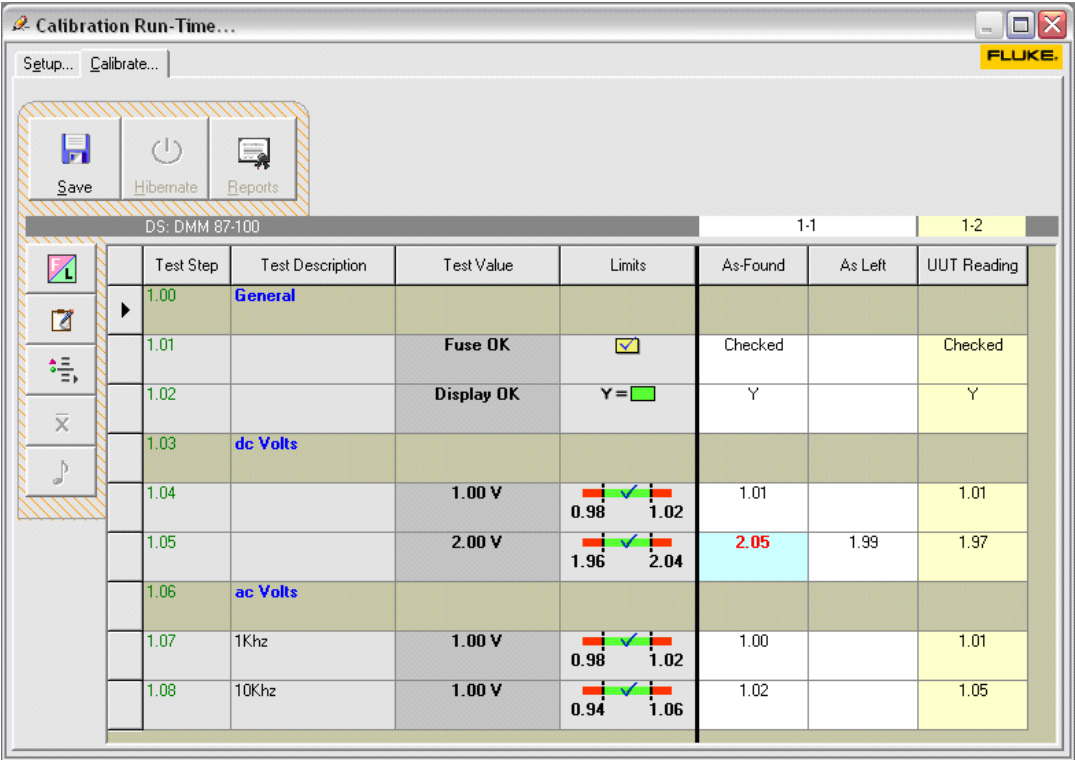 Calibration Run-Time...
Setup... Calibrate...
FLUKE.
Save Hibernate Reports
DS: DMM 87-100 1-1 1-2
F L
Test Step Test Description Test Value Limits As-Found As Left UUT Reading
1.00 General
1.01 Fuse OK Checked Checked
1.02 Display OK Y= Y Y
1.03 dc Volts
1.04 1.00 V 0.98 1.02 1.01 1.01
1.05 2.00 V 1.96 2.04 2.05 1.99 1.97
1.06 ac Volts
1.07 1Khz 1.00 V 0.98 1.02 1.00 1.01
1.08 10Khz 1.00 V 0.94 1.06 1.02 1.05